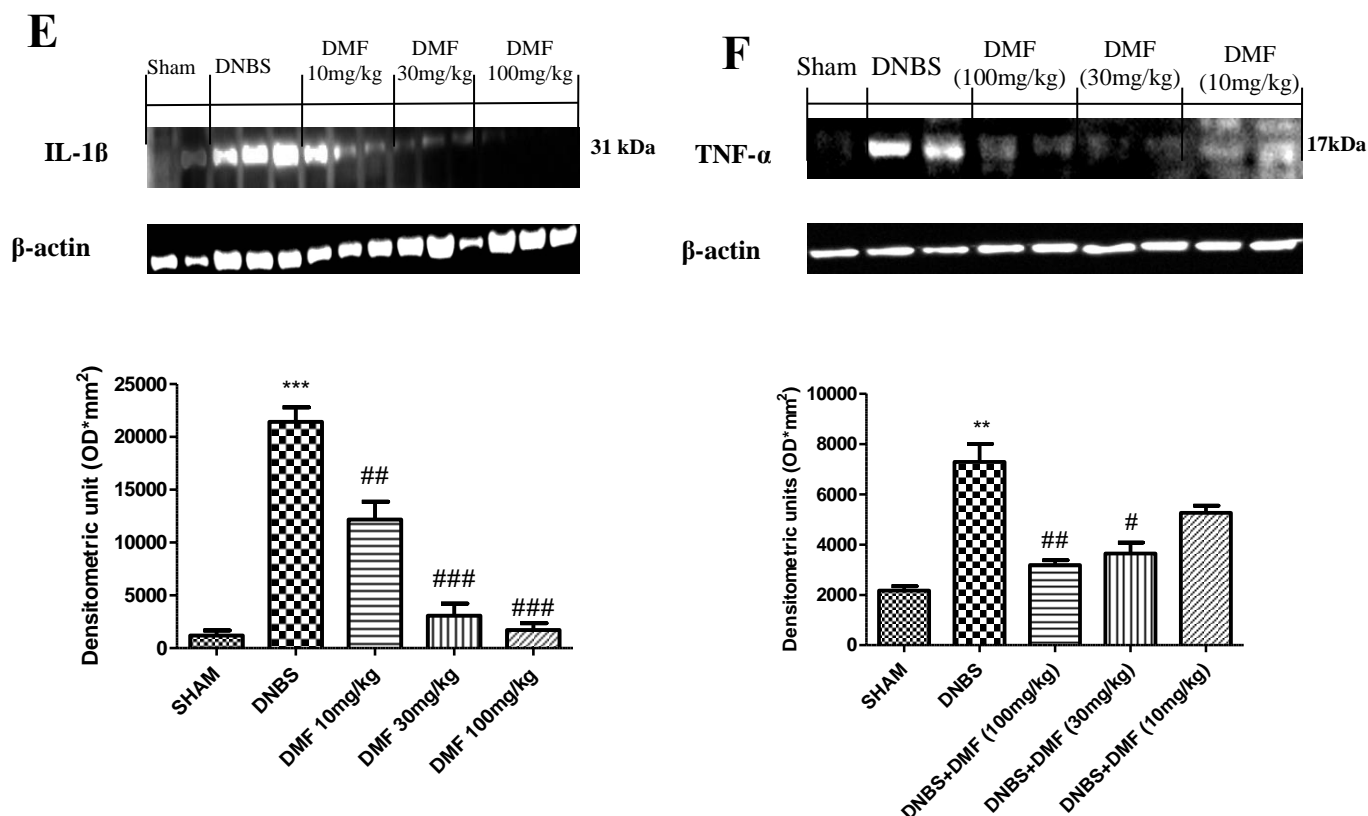 E
Sham
DNBS
DMF
10mg/kg
DMF
30mg/kg
DMF
100mg/kg
IL-1ß
31 kDa
β-actin
Densitometric unit (OD*mm²)
25000
20000
15000
10000
5000
0
***
##
###
###
SHAM
DNBS
DMF 10mg/kg
DMF 30mg/kg
DMF 100mg/kg
F
Sham
DNBS
DMF
(100mg/kg)
DMF
(30mg/kg)
DMF
(10mg/kg)
TNF-α
17kDa
β-actin
Densitometric units (OD*mm²)
10000
8000
6000
4000
2000
0
**
##
#
SHAM
DNBS
DNBS+DMF (100mg/kg)
DNBS+DMF (30mg/kg)
DNBS+DMF (10mg/kg)